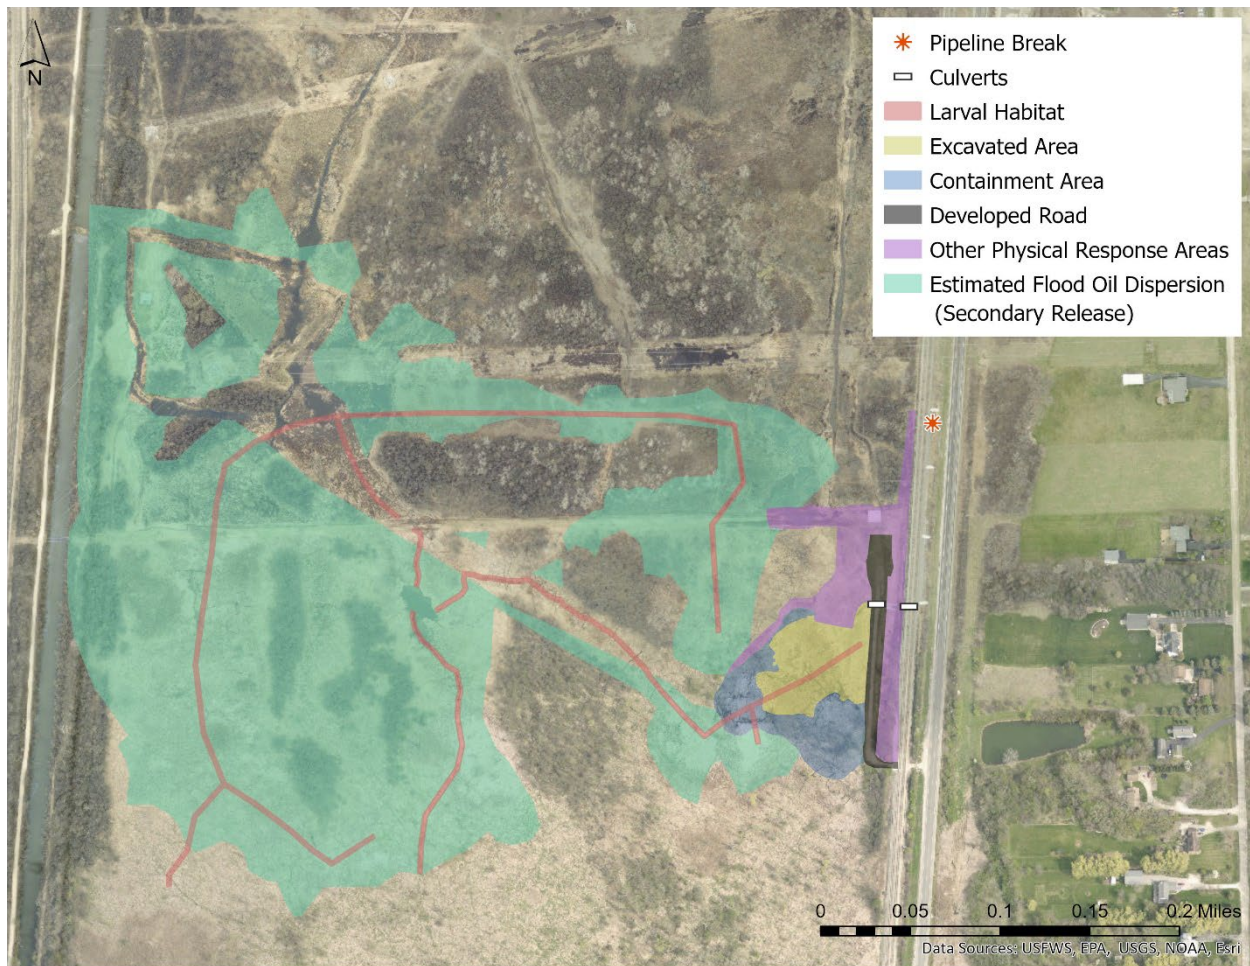 N
Pipeline Break
Culverts
Larval Habitat
Excavated Area
Containment Area
Developed Road
Other Physical Response Areas
Estimated Flood Oil Dispersion
(Secondary Release)
0 0.05 0.1 0.15 0.2 Miles
Data Sources: USFWS, EPA, USGS, NOAA, Esri